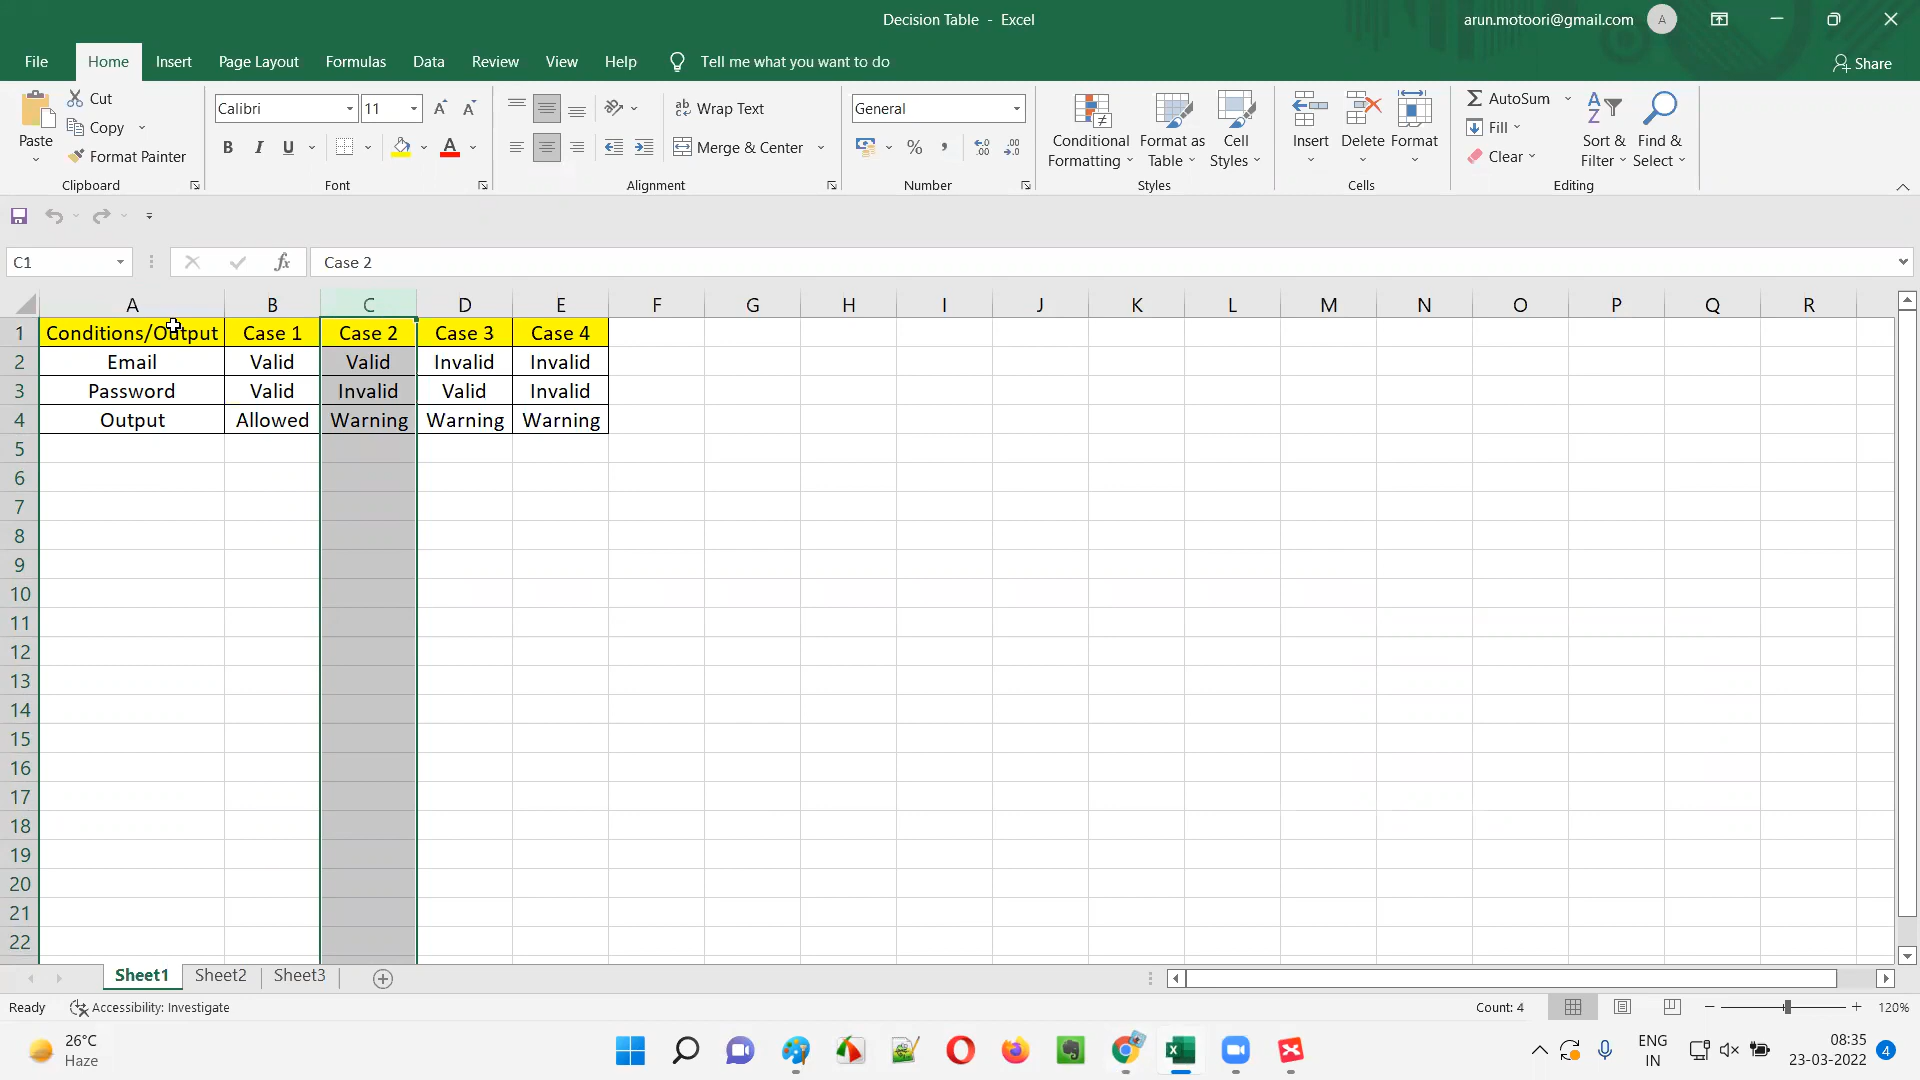 Decision Table - Excel
arun.motoori@gmail.com
A
File
Home
Insert
Page Layout
Formulas
Data
Review
View
Help
Tell me what you want to do
Share
Paste
Cut
Copy
Format Painter
Clipboard
Calibri
11
B I U
Font
Wrap Text
Merge & Center
Alignment
General
Number
Conditional Formatting
Format as Table
Cell Styles
Styles
Insert
Delete
Format
Cells
AutoSum
Fill
Clear
Sort & Filter
Find & Select
Editing
C1
fx
Case 2
A B C D E F G H I J K L M N O P Q R
1 Conditions/Output Case 1 Case 2 Case 3 Case 4
2 Email Valid Valid Invalid Invalid
3 Password Valid Invalid Valid Invalid
4 Output Allowed Warning Warning Warning
5
6
7
8
9
10
11
12
13
14
15
16
17
18
19
20
21
22
Sheet1
Sheet2
Sheet3
Ready
Accessibility: Investigate
Count: 4
120%
26°C
Haze
ENG
IN
08:35
23-03-2022
4